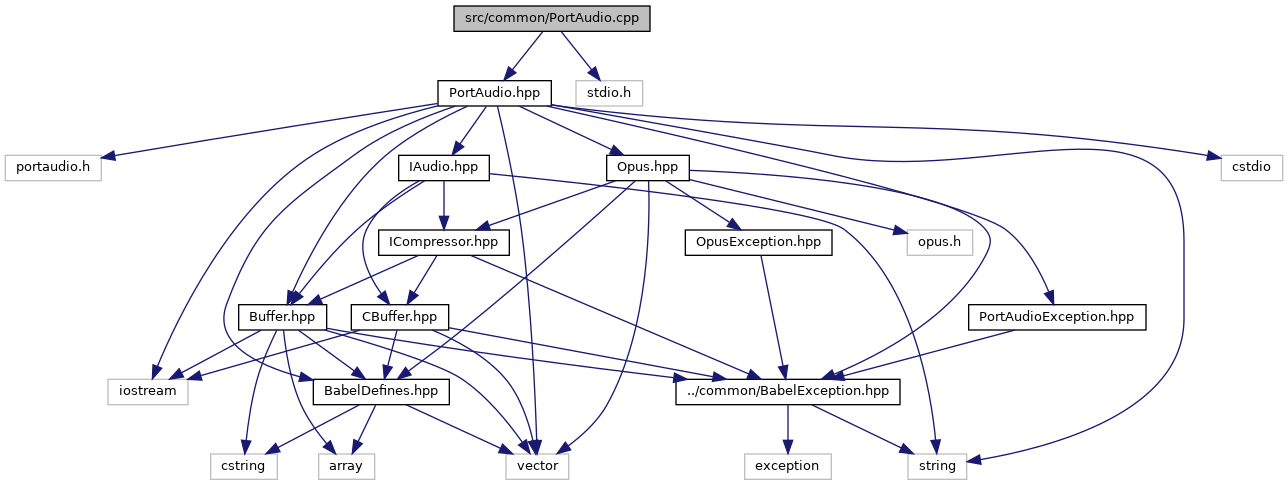 src/common/PortAudio.cpp
PortAudio.hpp
stdio.h
portaudio.h
IAudio.hpp
Opus.hpp
cstdio
ICompressor.hpp
OpusException.hpp
opus.h
Buffer.hpp
CBuffer.hpp
PortAudioException.hpp
iostream
BabelDefines.hpp
../common/BabelException.hpp
cstring
array
vector
exception
string